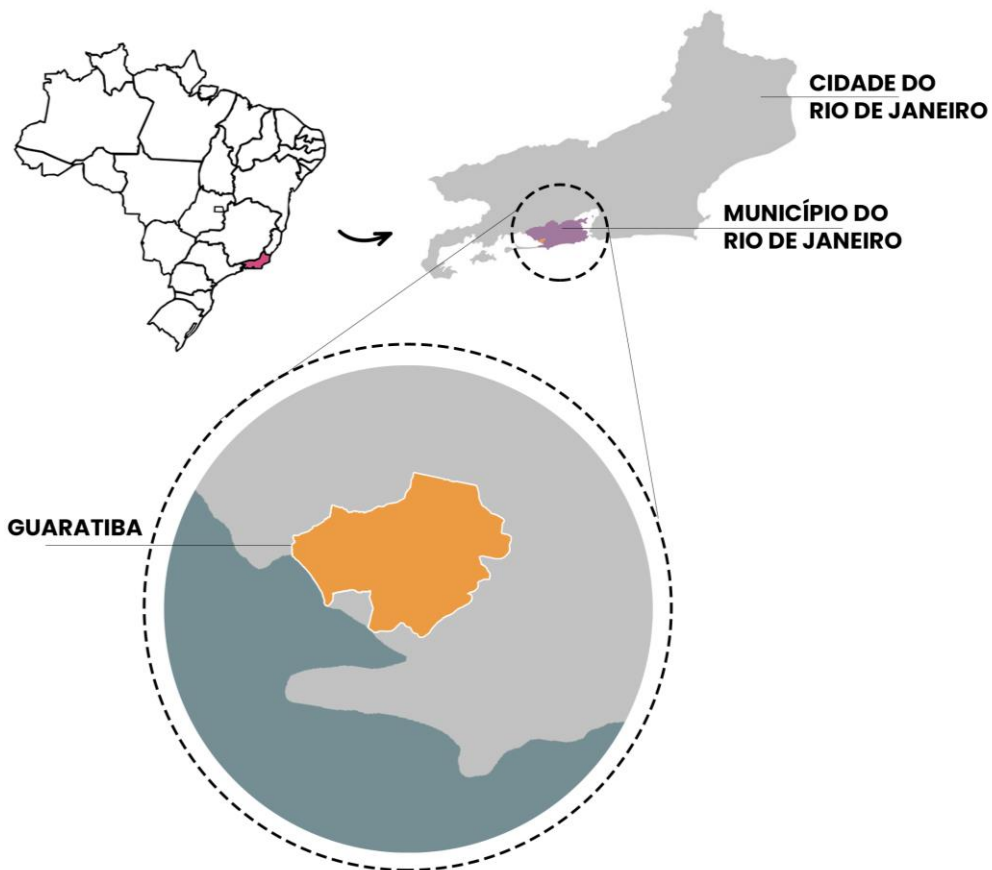 CIDADE DO
RIO DE JANEIRO
MUNICÍPIO DO
RIO DE JANEIRO
GUARATIBA